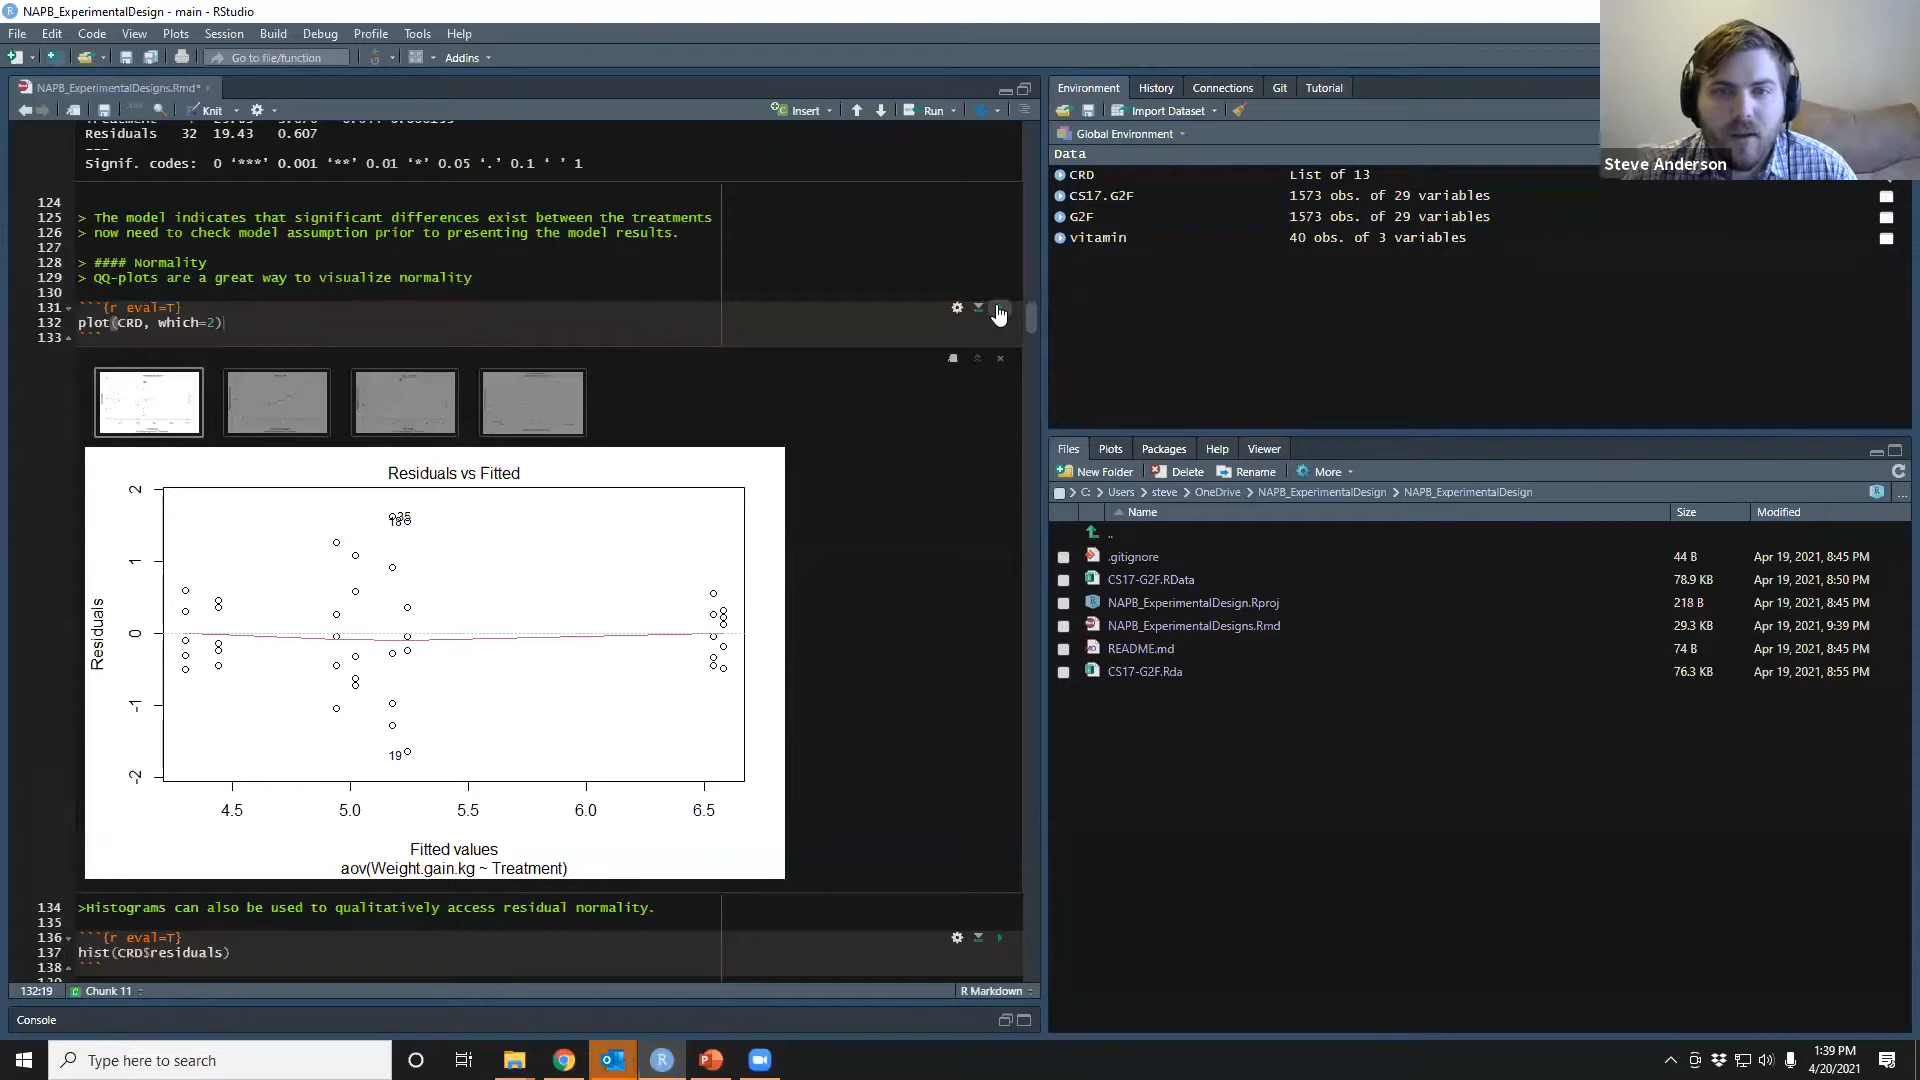 NAPB_ExperimentalDesign - main - RStudio
File Edit Code View Plots Session Build Debug Profile Tools Help
Go to file/function Addins
NAPB_ExperimentalDesigns.Rmd*
Knit Insert Run
Residuals 32 19.43 0.607
---
Signif. codes: 0 ‘***’ 0.001 ‘**’ 0.01 ‘*’ 0.05 ‘.’ 0.1 ‘ ’ 1
124
125 > The model indicates that significant differences exist between the treatments
126 > now need to check model assumption prior to presenting the model results.
127
128 > #### Normality
129 > QQ-plots are a great way to visualize normality
130
131 ```{r eval=T}
132 plot(CRD, which=2)
133 ```
Residuals vs Fitted
2
1
0
-1
-2
Residuals
35
18
19
4.5 5.0 5.5 6.0 6.5
Fitted values
aov(Weight.gain.kg ~ Treatment)
134 >Histograms can also be used to qualitatively access residual normality.
135
136 ```{r eval=T}
137 hist(CRD$residuals)
138 ```
132:19 Chunk 11 R Markdown
Console
Environment History Connections Git Tutorial
Import Dataset
Global Environment
Data
CRD List of 13
CS17.G2F 1573 obs. of 29 variables
G2F 1573 obs. of 29 variables
vitamin 40 obs. of 3 variables
Steve Anderson
Files Plots Packages Help Viewer
New Folder Delete Rename More
C: Users steve OneDrive NAPB_ExperimentalDesign NAPB_ExperimentalDesign
Name Size Modified
..
.gitignore 44 B Apr 19, 2021, 8:45 PM
CS17-G2F.RData 78.9 KB Apr 19, 2021, 8:50 PM
NAPB_ExperimentalDesign.Rproj 218 B Apr 19, 2021, 8:45 PM
NAPB_ExperimentalDesigns.Rmd 29.3 KB Apr 19, 2021, 9:39 PM
README.md 74 B Apr 19, 2021, 8:45 PM
CS17-G2F.Rda 76.3 KB Apr 19, 2021, 8:55 PM
Type here to search
1:39 PM
4/20/2021